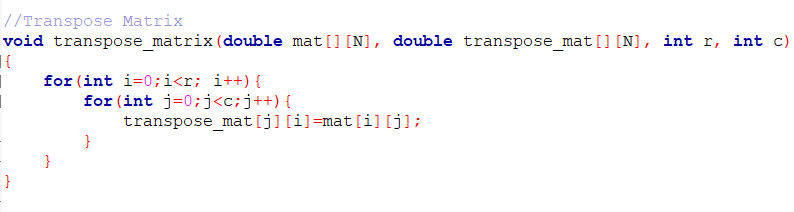 //Transpose Matrix
void transpose_matrix(double mat[][N], double transpose_mat[][N], int r, int c)
{
    for(int i=0;i<r; i++){
        for(int j=0;j<c;j++){
            transpose_mat[j][i]=mat[i][j];
        }
    }
}